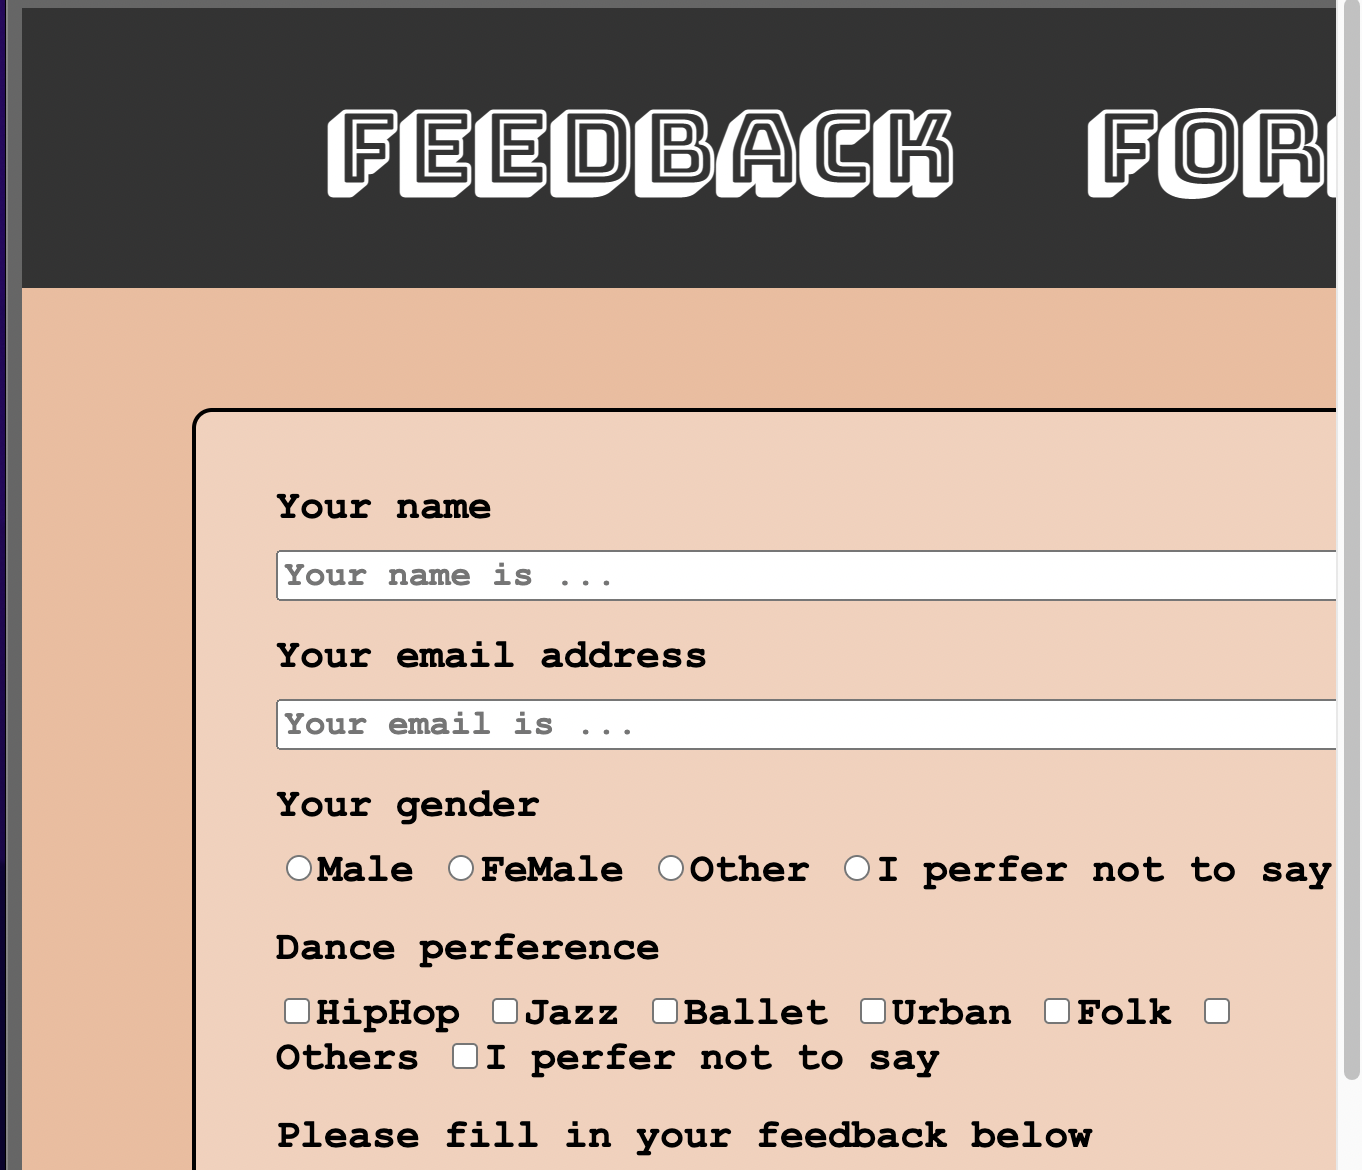 FEEDBACK FOR
Your name
Your name is ...
Your email address
Your email is ...
Your gender
Male FeMale Other I perfer not to say
Dance perference
HipHop Jazz Ballet Urban Folk
Others I perfer not to say
Please fill in your feedback below